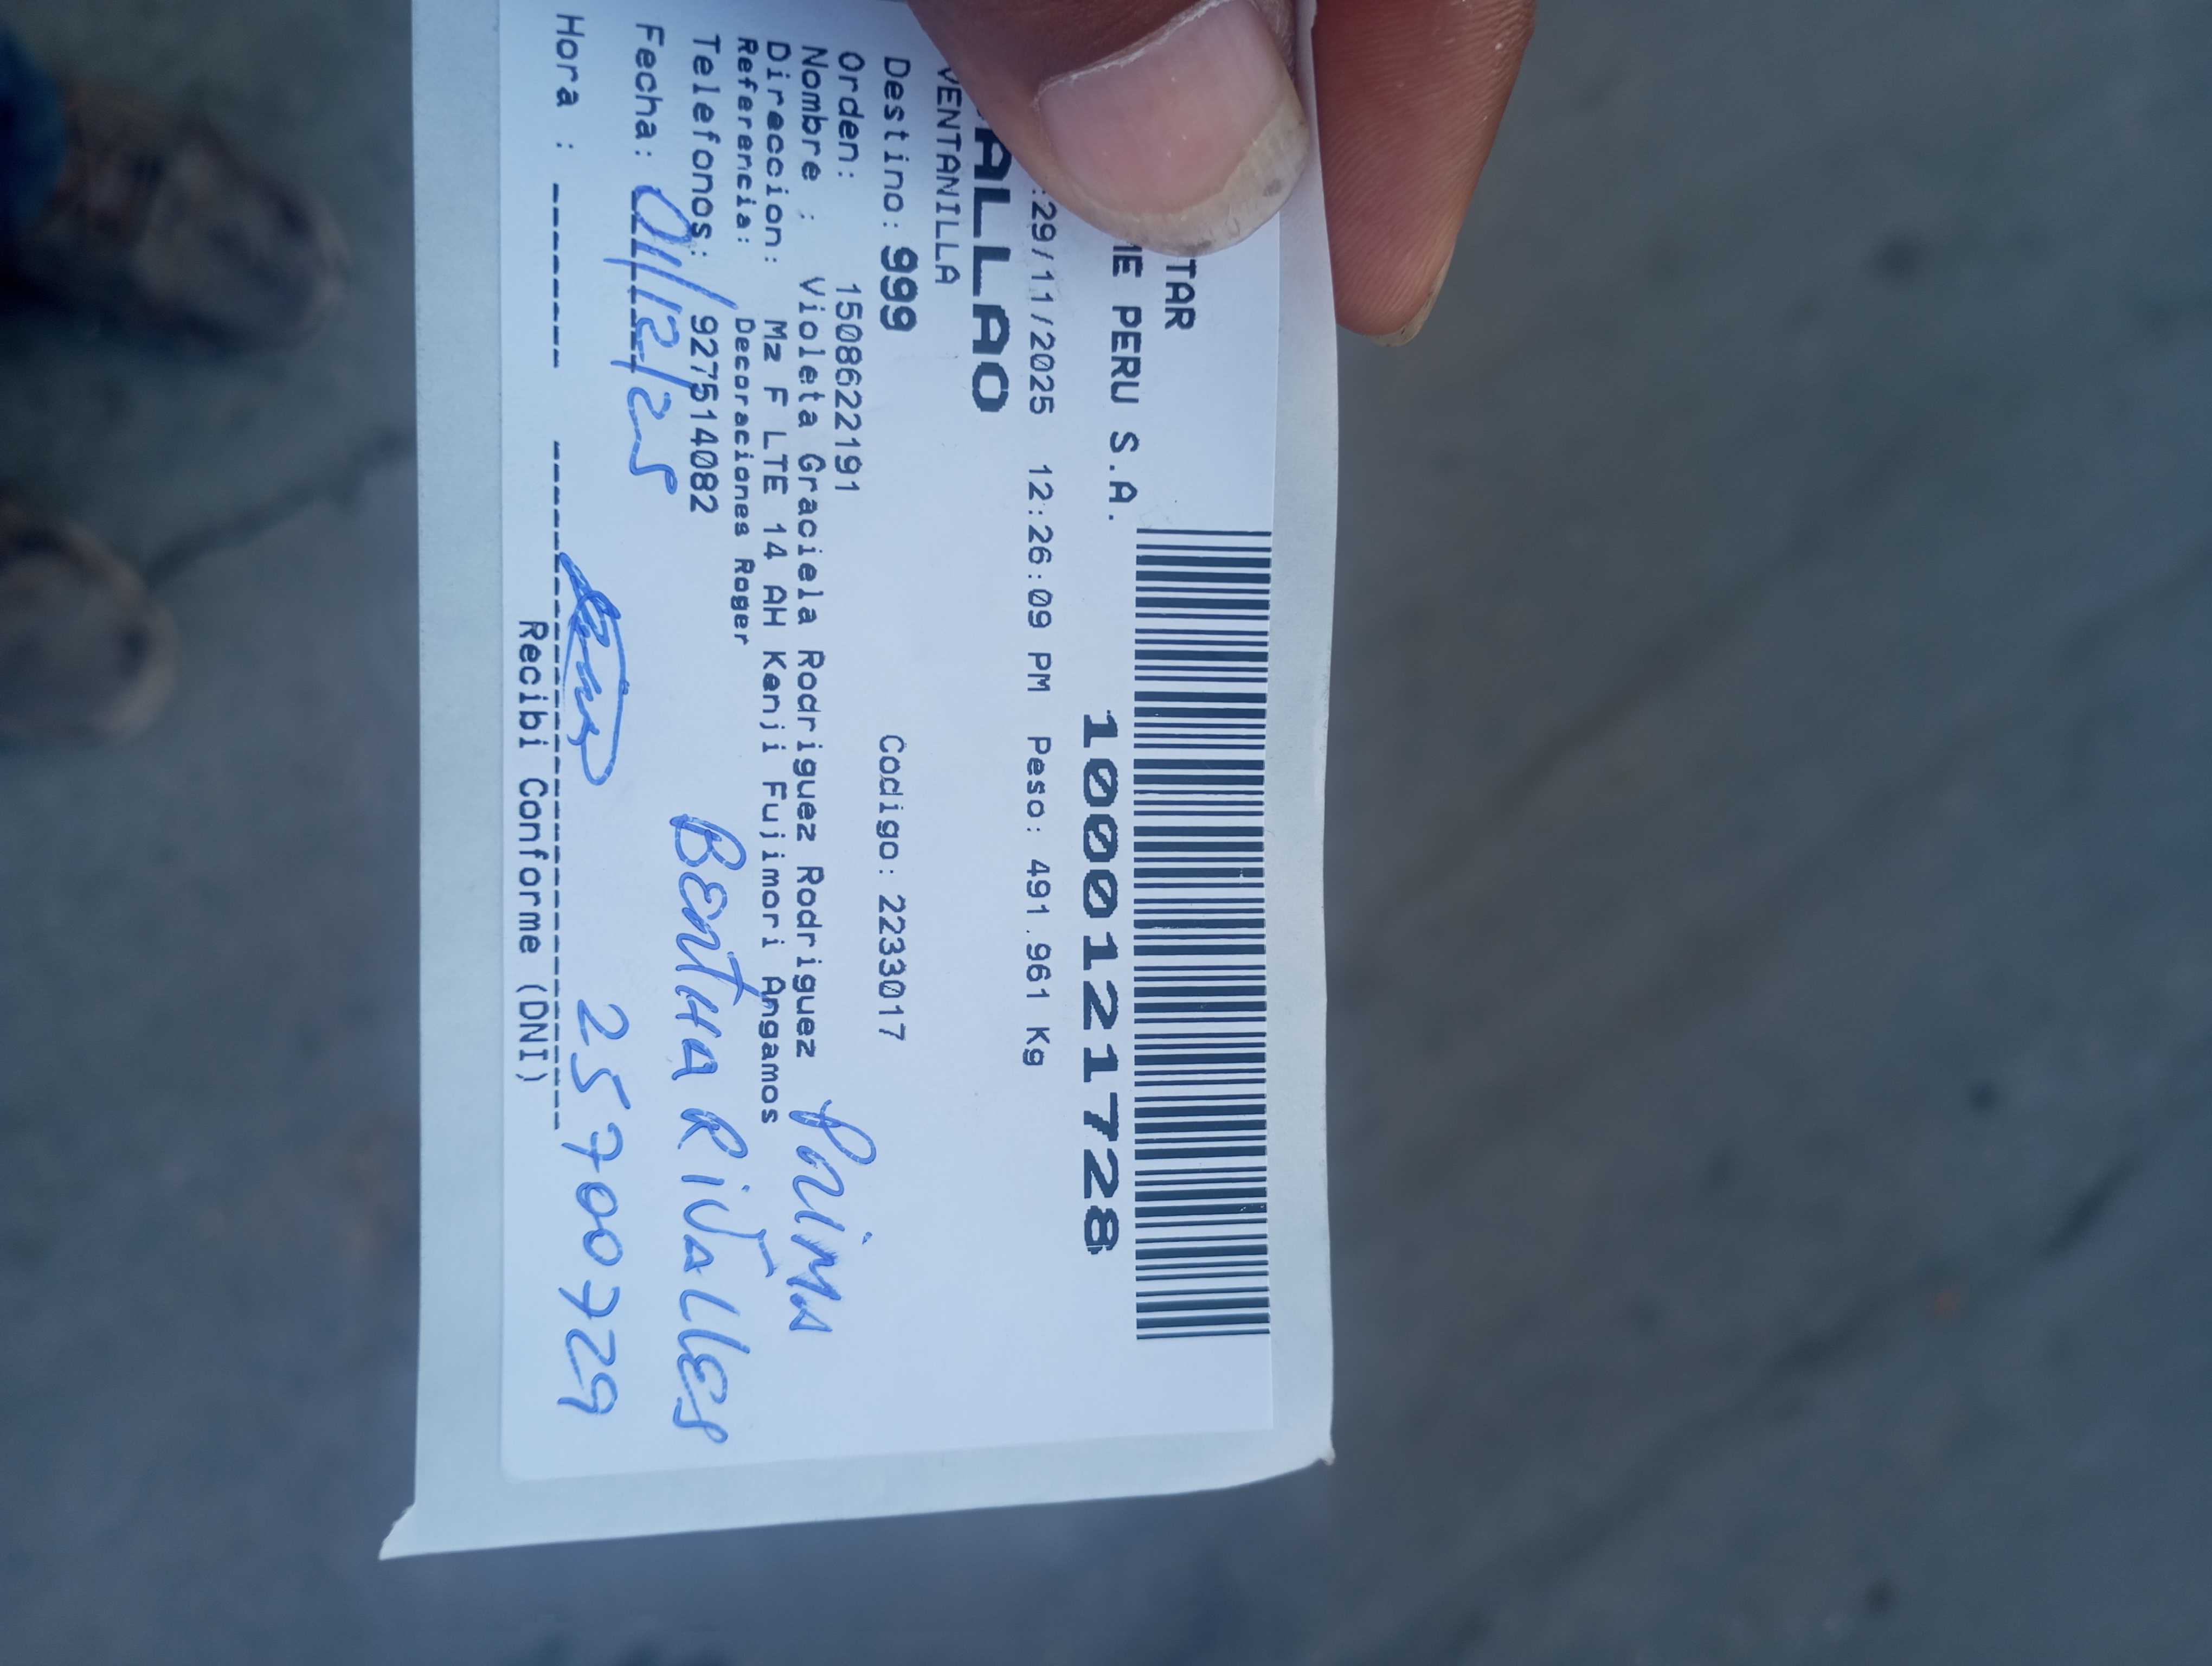 TAR
ME PERU S.A.
1000121728
:29/11/2025 12:26:09 PM Peso: 491.961 Kg
ALLAO
VENTANILLA
Destino: 999 Codigo: 2233017
Orden: 1508622191
Nombre : Violeta Graciela Rodriguez Rodriguez
PRIMA
Direccion: Mz F LTE 14 AH Kenji Fujimori Angamos
Referencia: Decoraciones Roger
Telefonos: 927514082
BERTHA RIVALLES
Fecha: 01/12/25
25700729
Hora :
Recibi Conforme (DNI)